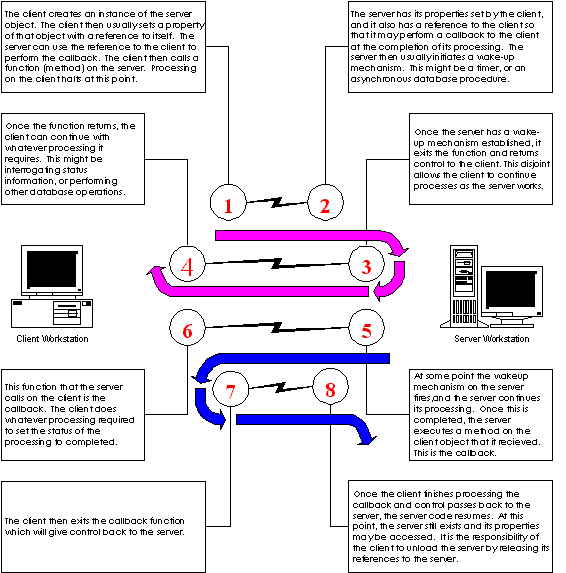 The client creates an instance of the server
object. The client then usually sets a property
of that object with a reference to itself. The
server can use the reference to the client to
perform the callback. The client then calls a
function (method) on the server. Processing
on the client halts at this point.
The server has its properties set by the client,
and it also has a reference to the client so
that it may perform a callback to the client
at the completion of its processing. The
server then usually initiates a wake-up
mechanism. This might be a timer, or an
asynchronous database procedure.
Once the function returns, the
client can continue with
whatever processing it
requires. This might be
interrogating status
information, or performing
other database operations.
Once the server has a wake-
up mechanism established, it
exits the function and returns
control to the client. This disjoint
allows the client to continue
processes as the server works.
1
2
4
3
Client Workstation
Server Workstation
6
5
7
8
This function that the server
calls on the client is the
callback. The client does
whatever processing required
to set the status of the
processing to completed.
At some point the wakeup
mechanism on the server
fires,and the server continues
its processing. Once this is
completed, the server
executes a method on the
client object that it recieved.
This is the callback.
The client then exits the callback function
which will give control back to the server.
Once the client finishes processing the
callback and control passes back to the
server, the server code resumes. At this
point, the server still exists and its properties
may be accessed. It is the responsibility of
the client to unload the server by releasing its
references to the server.